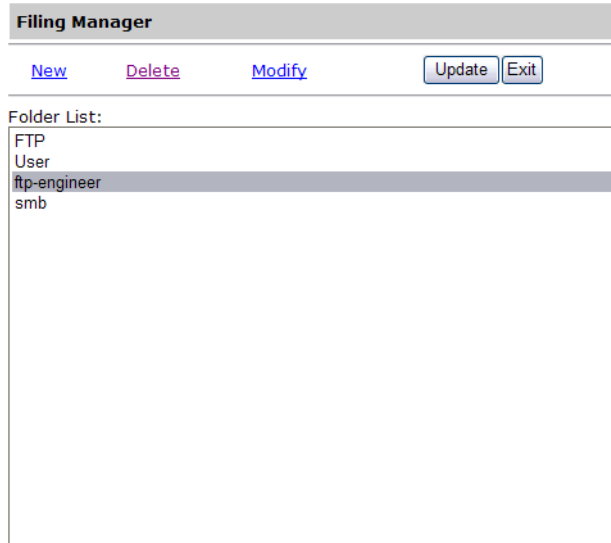 Filing Manager
New Delete Modify Update Exit
Folder List:
FTP
User
ftp-engineer
smb